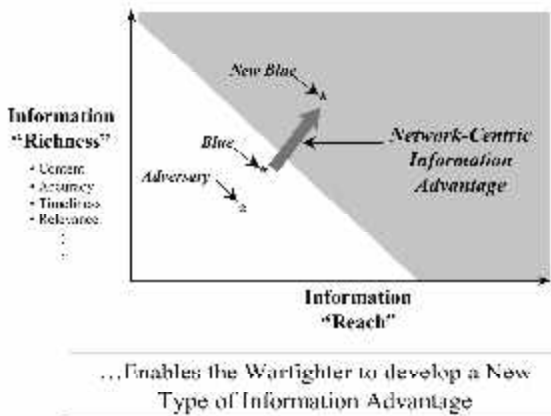 New Blue
Information
"Richness"
• Content
• Accuracy
• Timeliness
• Relevance
Blue
Adversary
Network-Centric
Information
Advantage
Information
"Reach"
...Enables the Warfighter to develop a New
Type of Information Advantage